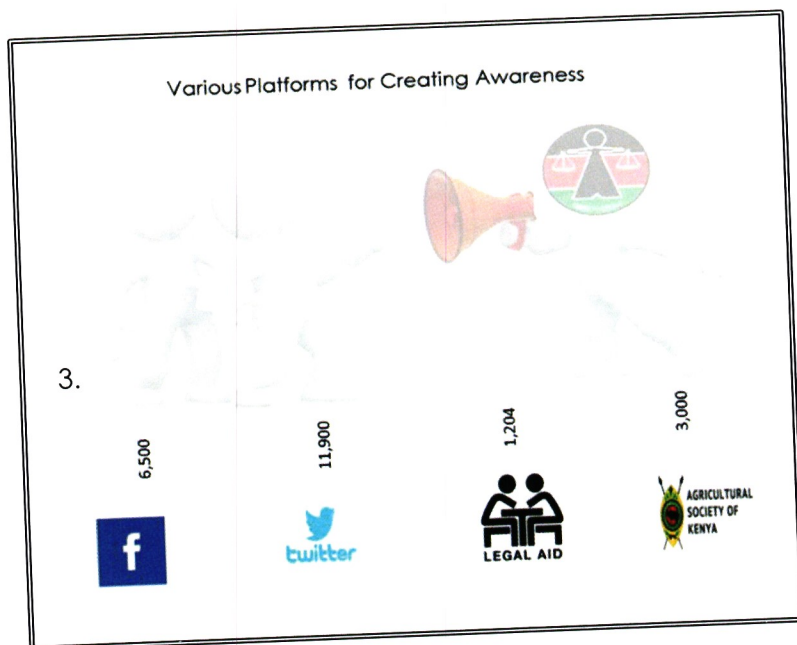 Various Platforms for Creating Awareness
3.
6,500
11,900
1,204
3,000
f
twitter
LEGAL AID
AGRICULTURAL
SOCIETY OF
KENYA